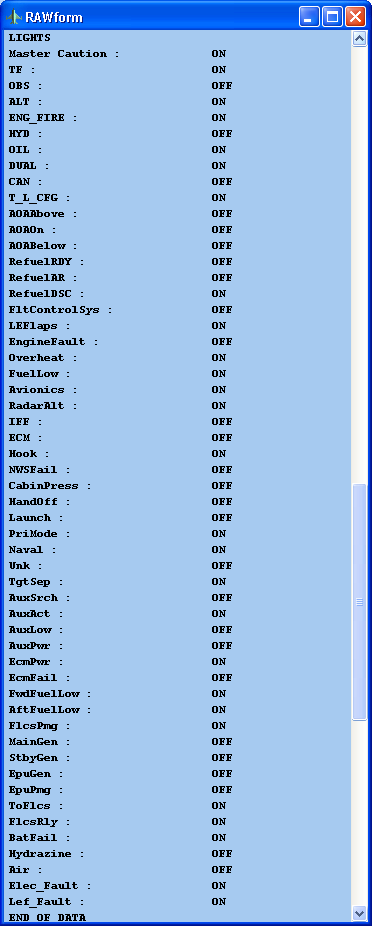 RAWform
LIGHTS
Master Caution : ON
TF : ON
OBS : OFF
ALT : ON
ENG_FIRE : ON
HYD : OFF
OIL : ON
DUAL : ON
CAN : OFF
T_L_CFG : ON
AOAAbove : OFF
AOAOn : OFF
AOABelow : OFF
RefuelRDY : OFF
RefuelAR : OFF
RefuelDSC : ON
FltControlSys : OFF
LEFlaps : ON
EngineFault : OFF
Overheat : ON
FuelLow : ON
Avionics : ON
RadarAlt : ON
IFF : OFF
ECM : OFF
Hook : ON
NWSFail : OFF
CabinPress : OFF
HandOff : OFF
Launch : OFF
PriMode : ON
Naval : ON
Unk : OFF
TgtSep : ON
AuxSrch : OFF
AuxAct : ON
AuxLow : OFF
AuxPwr : OFF
EcmPwr : ON
EcmFail : OFF
FwdFuelLow : ON
AftFuelLow : ON
FlcsPmg : ON
MainGen : OFF
StbyGen : OFF
EpuGen : OFF
EpuPmg : OFF
ToFlcs : ON
FlcsRly : ON
BatFail : ON
Hydrazine : OFF
Air : OFF
Elec_Fault : ON
Lef_Fault : ON
END OF DATA